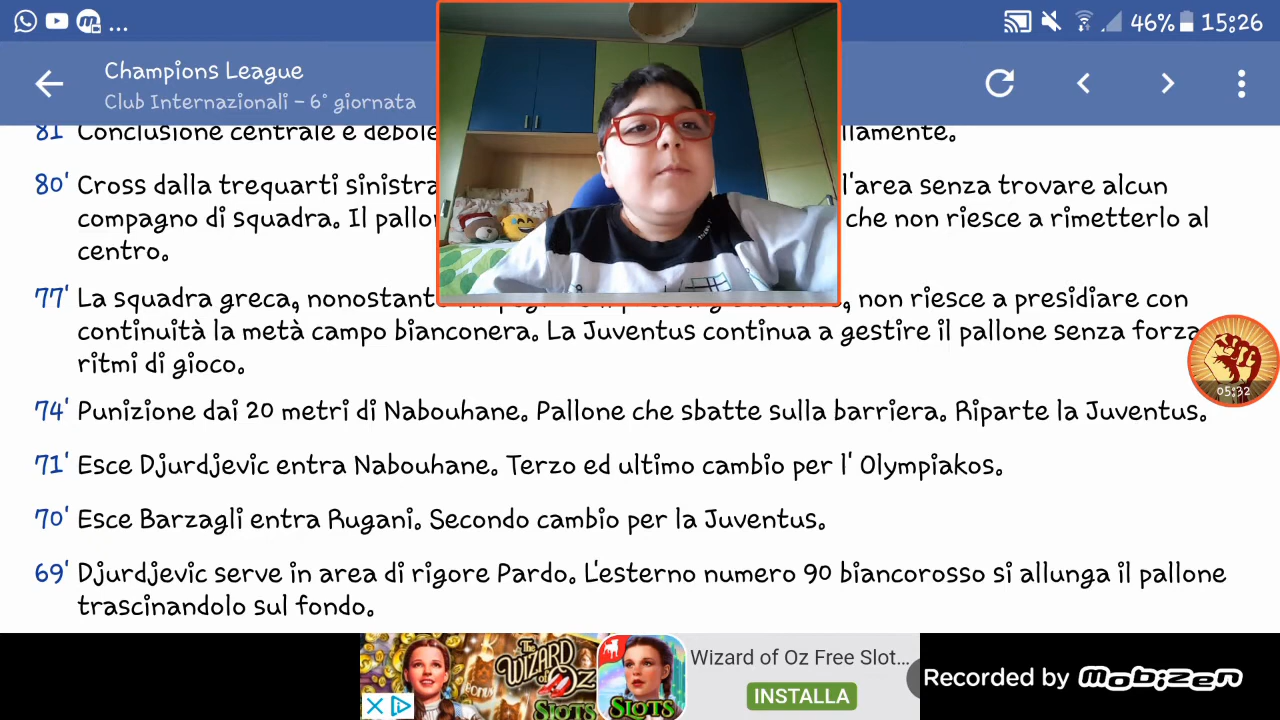 ... 46% 15:26
Champions League
Club Internazionali – 6° giornata
81' Conclusione centrale e debole llamente.
80' Cross dalla trequarti sinistra l'area senza trovare alcun
compagno di squadra. Il pallo che non riesce a rimetterlo al
centro.
77' La squadra greca, nonostant , non riesce a presidiare con
continuità la metà campo bianconera. La Juventus continua a gestire il pallone senza forza
ritmi di gioco.
74' Punizione dai 20 metri di Nabouhane. Pallone che sbatte sulla barriera. Riparte la Juventus.
05:32
71' Esce Djurdjevic entra Nabouhane. Terzo ed ultimo cambio per l' Olympiakos.
70' Esce Barzagli entra Rugani. Secondo cambio per la Juventus.
69' Djurdjevic serve in area di rigore Pardo. L'esterno numero 90 biancorosso si allunga il pallone
trascinandolo sul fondo.
The
WIZARD
of OZ
SLOTS
SLOTS
Wizard of Oz Free Slot...
INSTALLA
Recorded by mobizen